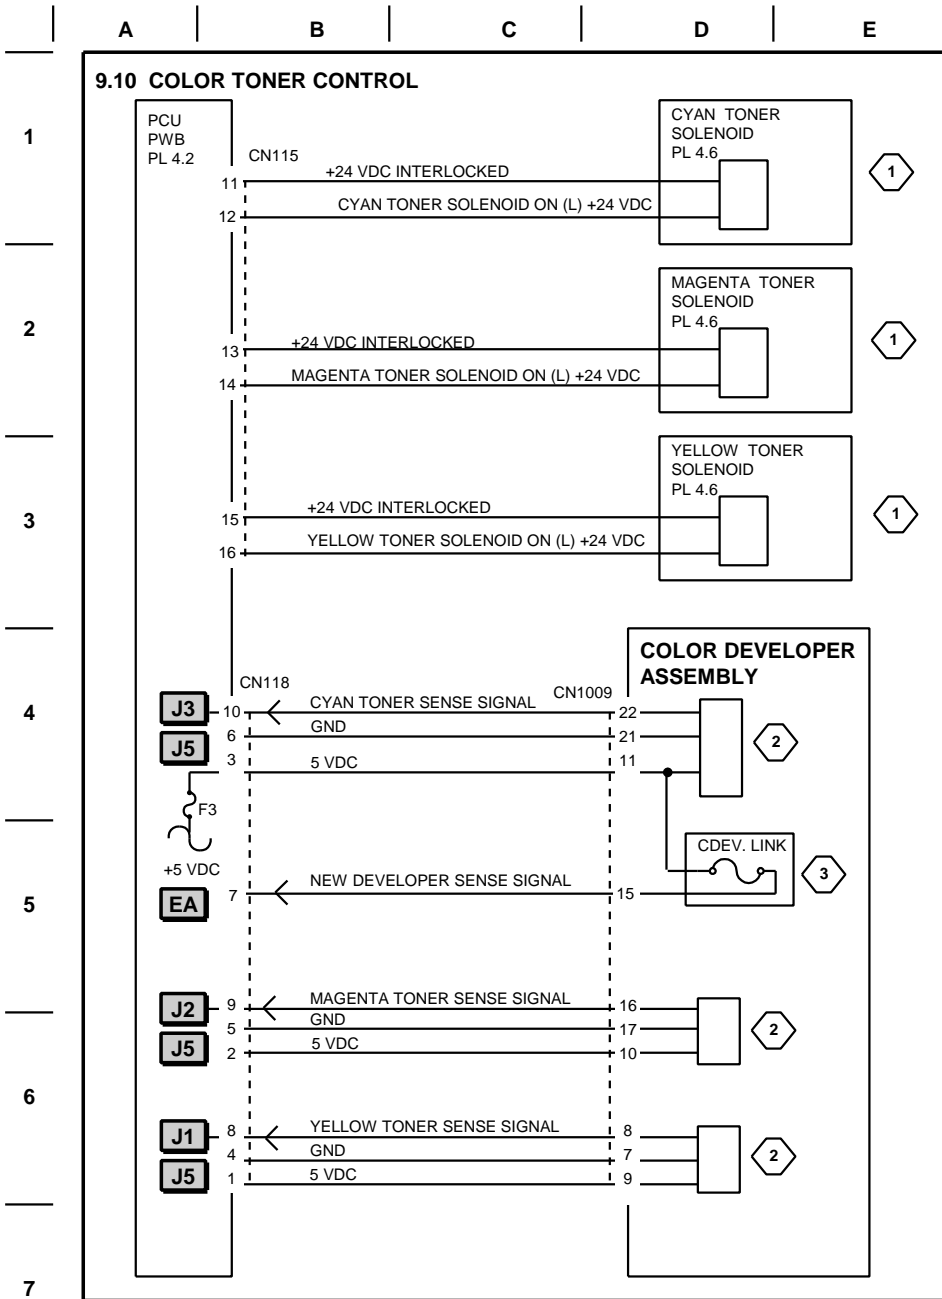 A B C D E
9.10 COLOR TONER CONTROL
1
PCU
PWB
PL 4.2
CN115
CYAN TONER
SOLENOID
PL 4.6
1
11
+24 VDC INTERLOCKED
12
CYAN TONER SOLENOID ON (L) +24 VDC
2
MAGENTA TONER
SOLENOID
PL 4.6
1
13
+24 VDC INTERLOCKED
14
MAGENTA TONER SOLENOID ON (L) +24 VDC
3
YELLOW TONER
SOLENOID
PL 4.6
1
15
+24 VDC INTERLOCKED
16
YELLOW TONER SOLENOID ON (L) +24 VDC
COLOR DEVELOPER
ASSEMBLY
4
CN118
CN1009
J3
10
CYAN TONER SENSE SIGNAL
22
6
GND
21
2
J5
3
5 VDC
11
F3
+5 VDC
CDEV. LINK
3
5
EA
7
NEW DEVELOPER SENSE SIGNAL
15
J2
9
MAGENTA TONER SENSE SIGNAL
16
5
GND
17
2
J5
2
5 VDC
10
6
J1
8
YELLOW TONER SENSE SIGNAL
8
4
GND
7
2
J5
1
5 VDC
9
7